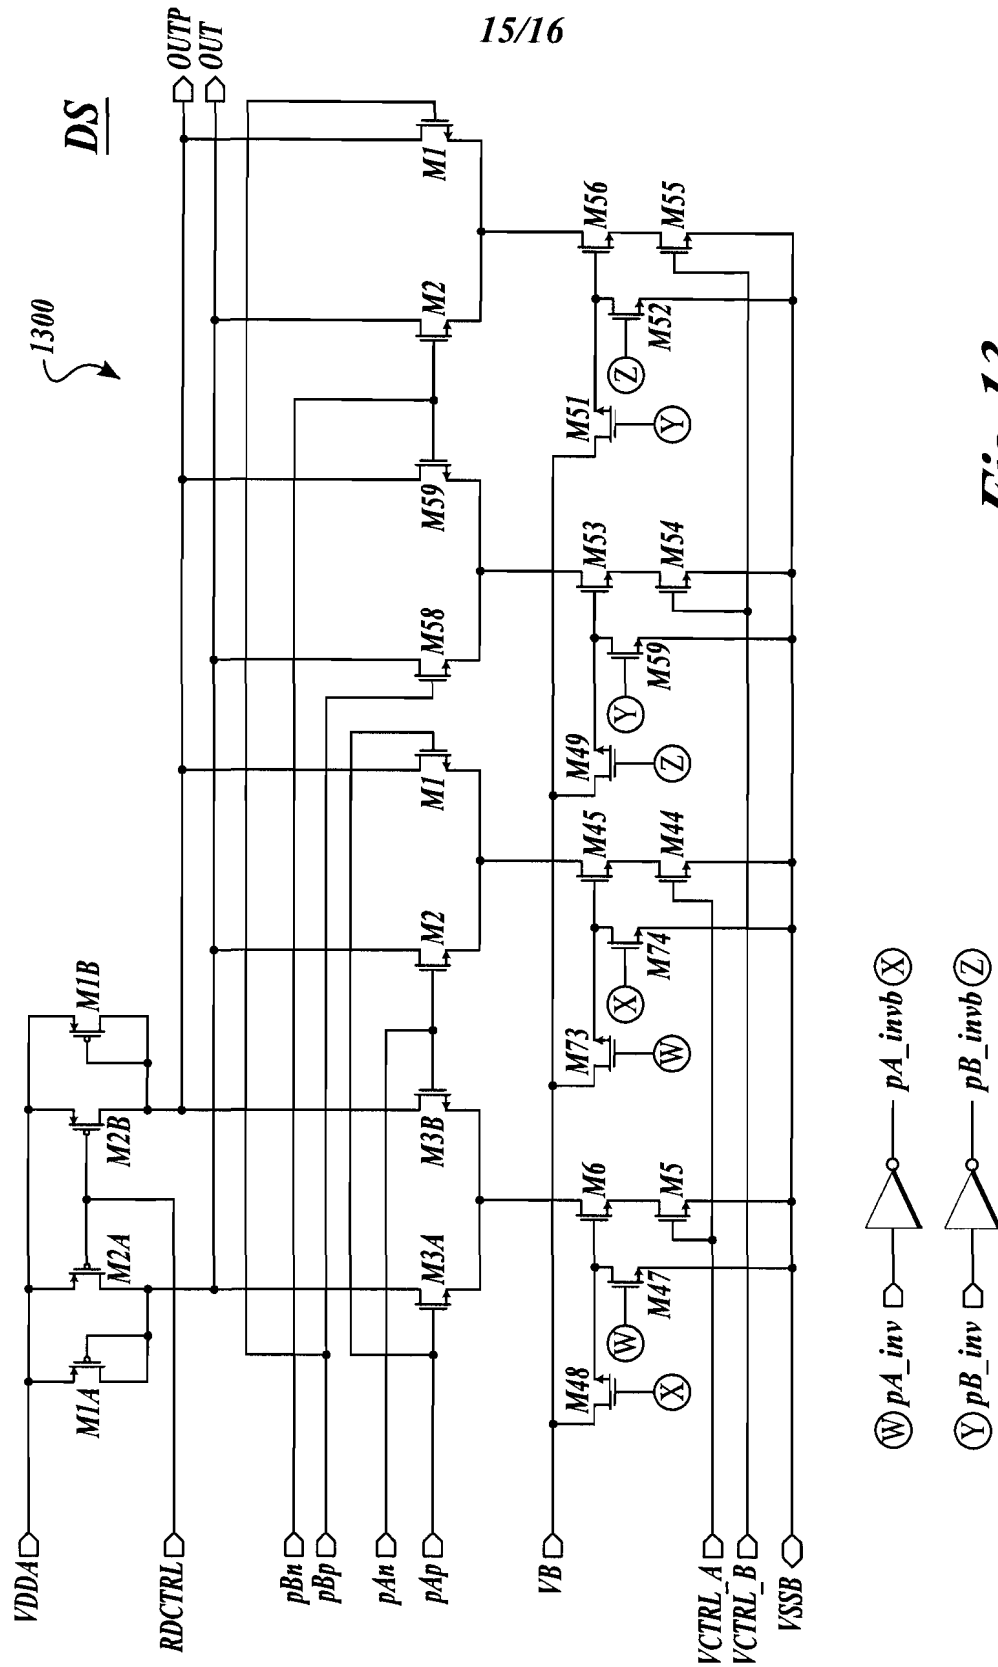 15/16
DS
1300
OUTP
OUT
VDDA
RDCTRL
pBn
pBp
pAn
pAp
VB
VCTRL_A
VCTRL_B
VSSB
M1A
M2A
M2B
M1B
M3A
M3B
M2
M1
M58
M59
M2
M1
M48
M47
M6
M5
M73
M74
M45
M44
M49
M59
M53
M54
M51
M52
M56
M55
X
W
W
X
Z
Y
Y
Z
W pA_inv
pA_invb X
Y pB_inv
pB_invb Z